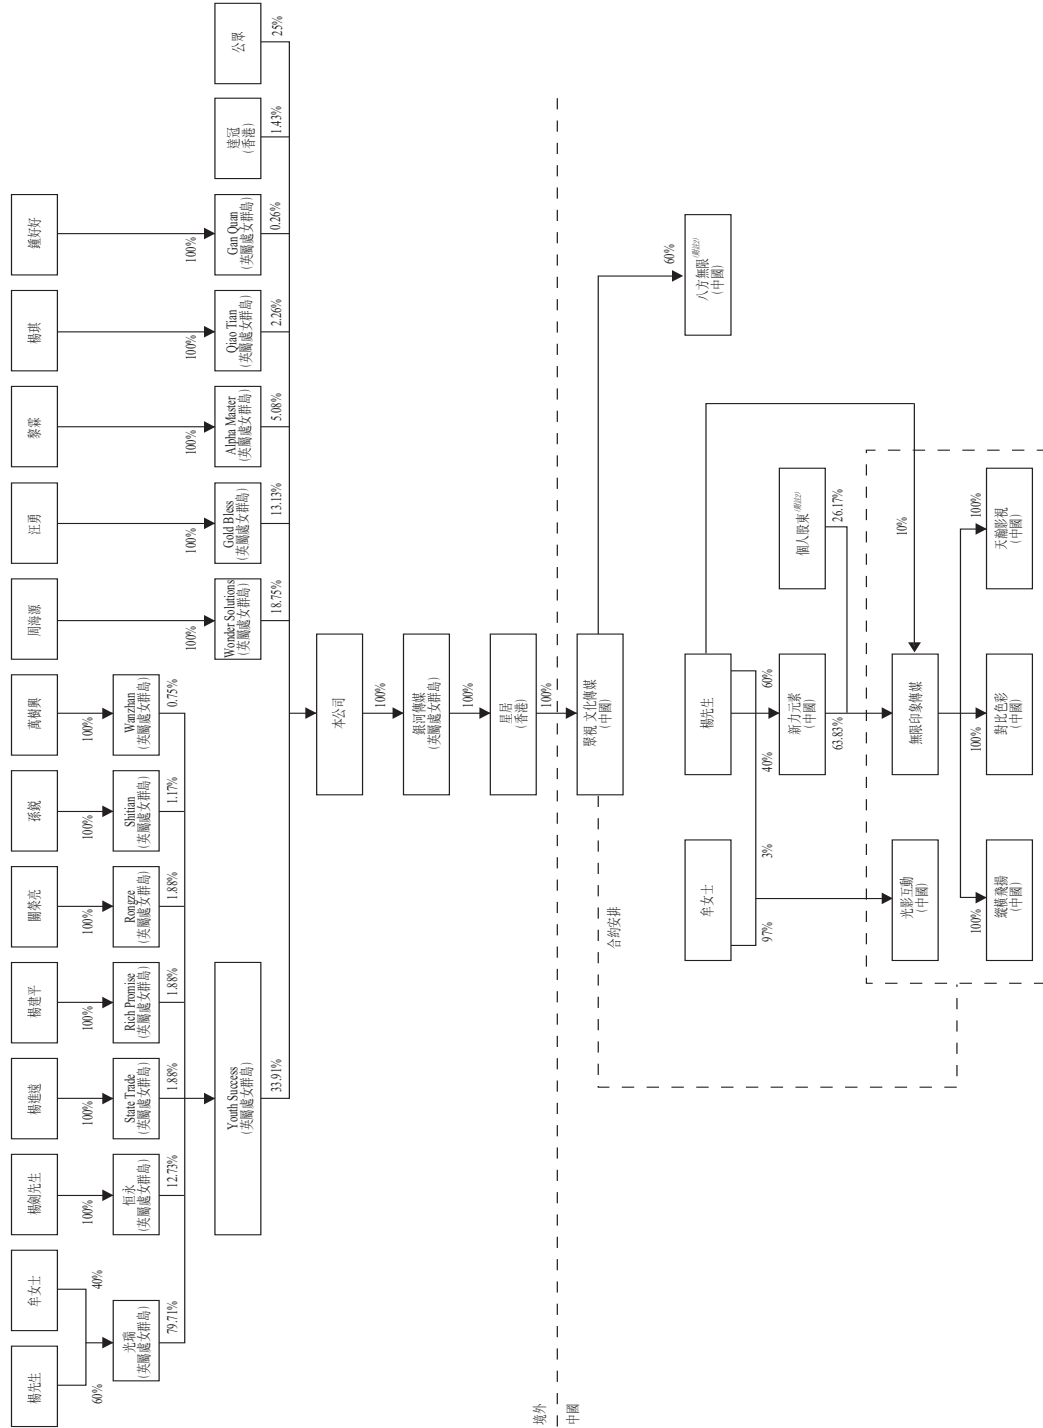 楊先生
牟女士
楊劍先生
楊進遠
楊建平
關榮亮
孫銳
萬樹興
周海源
汪勇
黎霖
楊琪
鍾好好
60%
40%
100%
100%
100%
100%
100%
100%
100%
100%
100%
100%
100%
光瑞
(英屬處女群島)
恒永
(英屬處女群島)
State Trade
(英屬處女群島)
Rich Promise
(英屬處女群島)
Rongze
(英屬處女群島)
Shitian
(英屬處女群島)
Wanzhan
(英屬處女群島)
79.71%
12.73%
1.88%
1.88%
1.88%
1.17%
0.75%
Youth Success
(英屬處女群島)
Wonder Solutions
(英屬處女群島)
Gold Bless
(英屬處女群島)
Alpha Master
(英屬處女群島)
Qiao Tian
(英屬處女群島)
Gan Quan
(英屬處女群島)
達冠
(香港)
公眾
33.91%
18.75%
13.13%
5.08%
2.26%
0.26%
1.43%
25%
本公司
100%
銀河傳媒
(英屬處女群島)
100%
星居
(香港)
100%
境外
中國
聚視文化傳媒
(中國)
合約安排
60%
八方無限(附註2)
(中國)
牟女士
楊先生
97%
3%
40%
60%
新力元素
(中國)
個人股東(附註2)
63.83%
26.17%
10%
光影互動
(中國)
無限印象傳媒
100%
100%
100%
縱橫飛揚
(中國)
對比色彩
(中國)
天瀚影視
(中國)